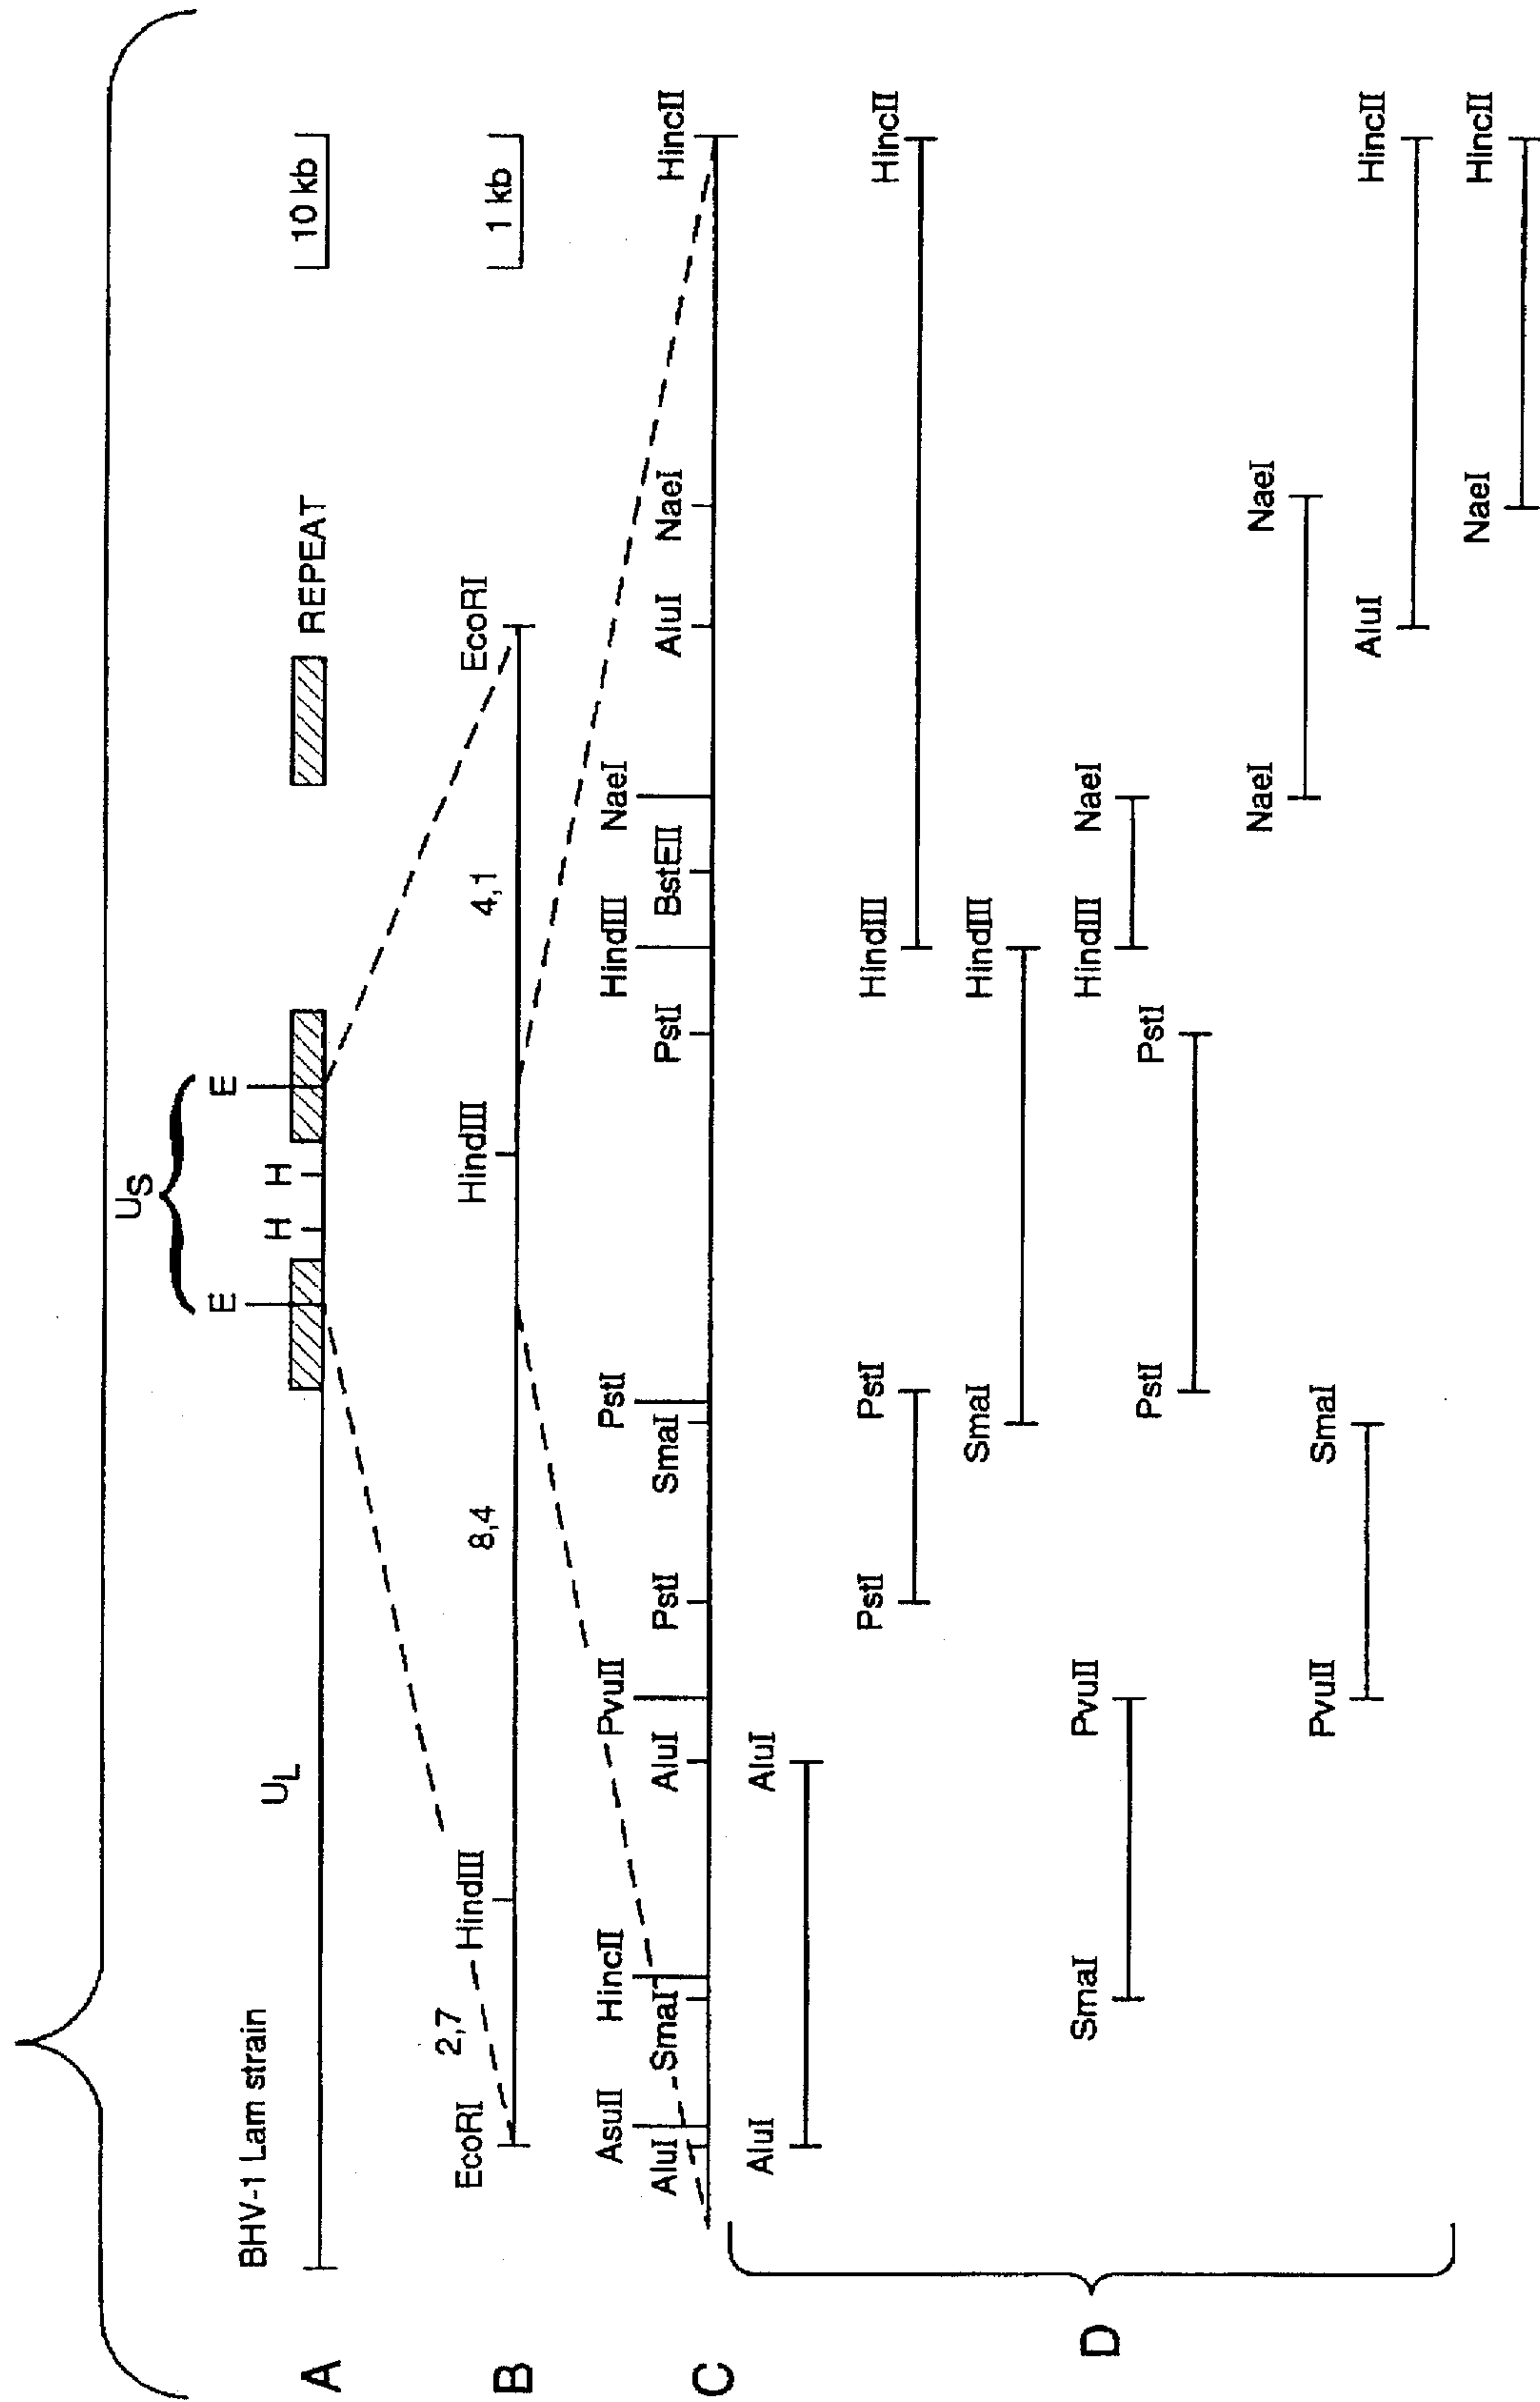 A
BHV-1 Lam strain
U_L
U_S
E
H
H
E
REPEAT
10 kb
B
EcoRI
2,7
HindIII
8,4
HindIII
4,1
EcoRI
1 kb
C
AluI
AsuII
SmaI
HincII
AluI
PvuII
PstI
SmaI
PstI
PstI
HindIII
BstEII
NaeI
AluI
NaeI
HincII
D
AluI
AluI
PstI
PstI
HindIII
HincII
SmaI
HindIII
SmaI
PvuII
HindIII
NaeI
PstI
PstI
NaeI
NaeI
PvuII
SmaI
AluI
HincII
NaeI
HincII